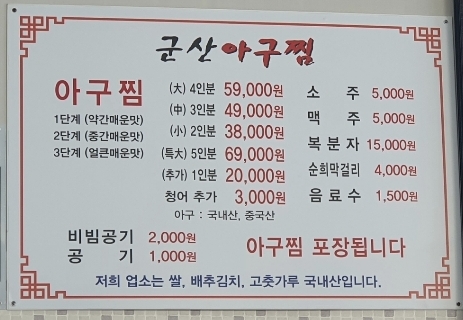 군산아구찜
아구찜
1단계 (약간매운맛)
2단계 (중간매운맛)
3단계 (얼큰매운맛)
(大) 4인분 59,000원
(中) 3인분 49,000원
(小) 2인분 38,000원
(특大) 5인분 69,000원
(추가) 1인분 20,000원
청어 추가 3,000원
아구 : 국내산, 중국산
소 주 5,000원
맥 주 5,000원
복 분 자 15,000원
순희막걸리 4,000원
음 료 수 1,500원
비빔공기 2,000원
공 기 1,000원
아구찜 포장됩니다
저희 업소는 쌀, 배추김치, 고춧가루 국내산입니다.